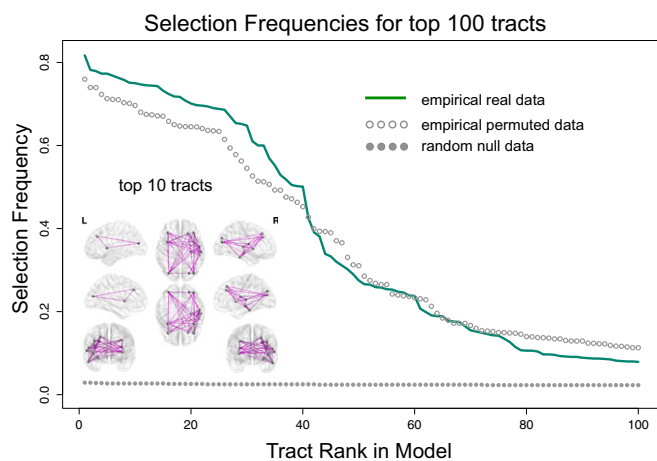 Selection Frequencies for top 100 tracts
0.8
0.6
0.4
0.2
0.0
Selection Frequency
empirical real data
empirical permuted data
random null data
top 10 tracts
L
R
0
20
40
60
80
100
Tract Rank in Model